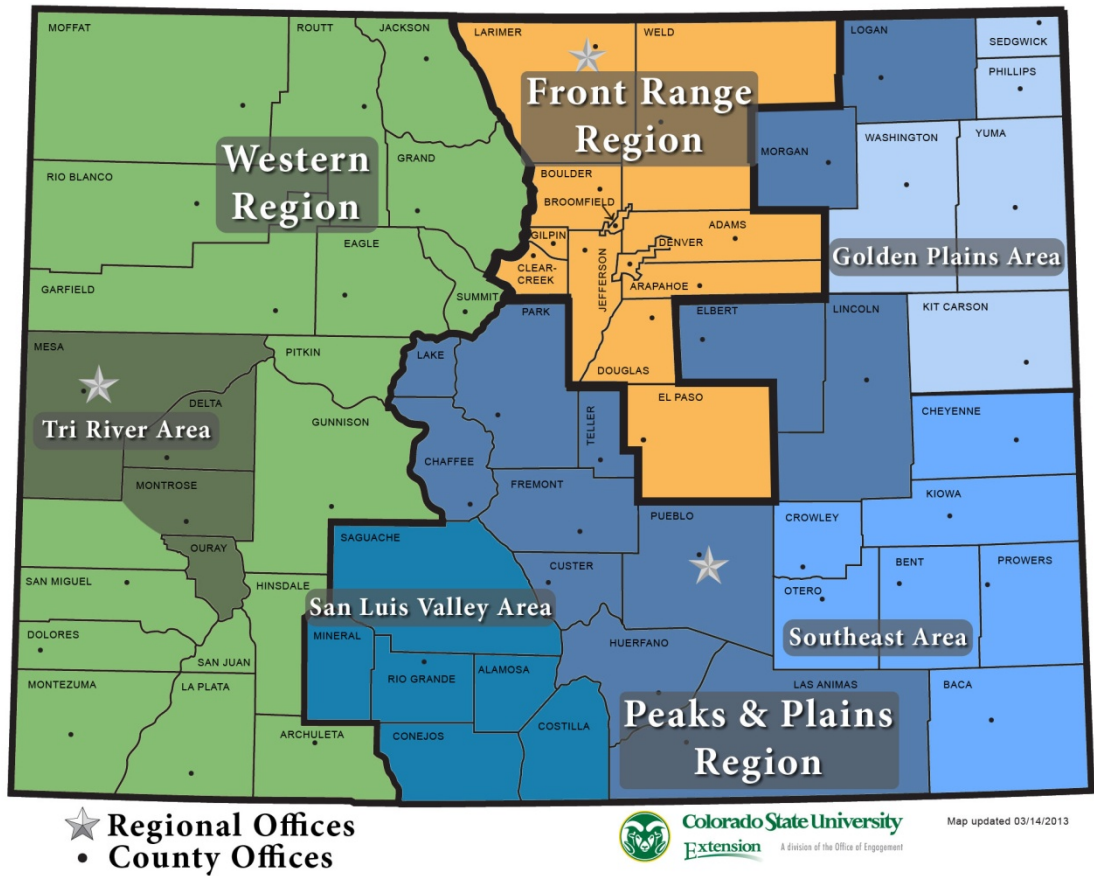 MOFFAT
ROUTT
JACKSON
LARIMER
WELD
LOGAN
SEDGWICK
PHILLIPS
Front Range
Region
WASHINGTON
YUMA
MORGAN
Western
Region
GRAND
RIO BLANCO
BOULDER
BROOMFIELD
GILPIN
ADAMS
DENVER
EAGLE
CLEAR-
CREEK
JEFFERSON
ARAPAHOE
Golden Plains Area
GARFIELD
SUMMIT
PARK
ELBERT
LINCOLN
KIT CARSON
MESA
PITKIN
LAKE
DOUGLAS
DELTA
Tri River Area
GUNNISON
TELLER
EL PASO
CHEYENNE
CHAFFEE
MONTROSE
FREMONT
KIOWA
PUEBLO
CROWLEY
SAGUACHE
OURAY
CUSTER
BENT
PROWERS
SAN MIGUEL
HINSDALE
OTERO
San Luis Valley Area
Southeast Area
DOLORES
MINERAL
HUERFANO
SAN JUAN
ALAMOSA
RIO GRANDE
MONTEZUMA
LA PLATA
LAS ANIMAS
BACA
Peaks & Plains
Region
COSTILLA
ARCHULETA
CONEJOS
Regional Offices
County Offices
Colorado State University
Extension
A division of the Office of Engagement
Map updated 03/14/2013